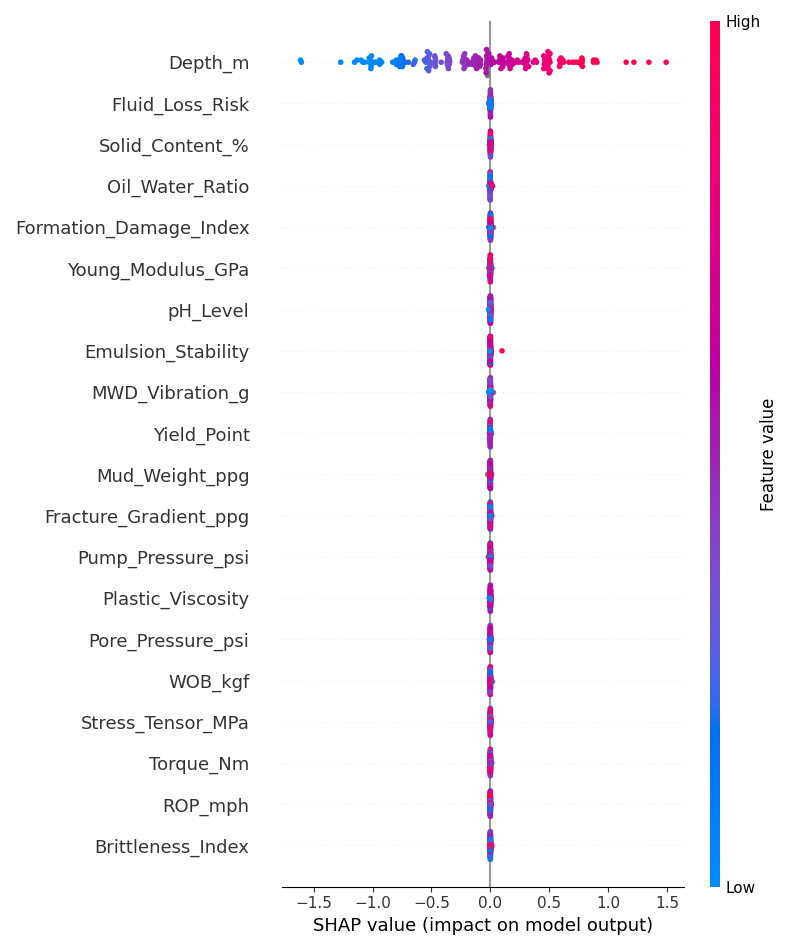 High
Depth_m
Fluid_Loss_Risk
Solid_Content_%
Oil_Water_Ratio
Formation_Damage_Index
Young_Modulus_GPa
pH_Level
Emulsion_Stability
MWD_Vibration_g
Yield_Point
Mud_Weight_ppg
Fracture_Gradient_ppg
Pump_Pressure_psi
Plastic_Viscosity
Pore_Pressure_psi
WOB_kgf
Stress_Tensor_MPa
Torque_Nm
ROP_mph
Brittleness_Index
Feature value
Low
−1.5 −1.0 −0.5 0.0 0.5 1.0 1.5
SHAP value (impact on model output)